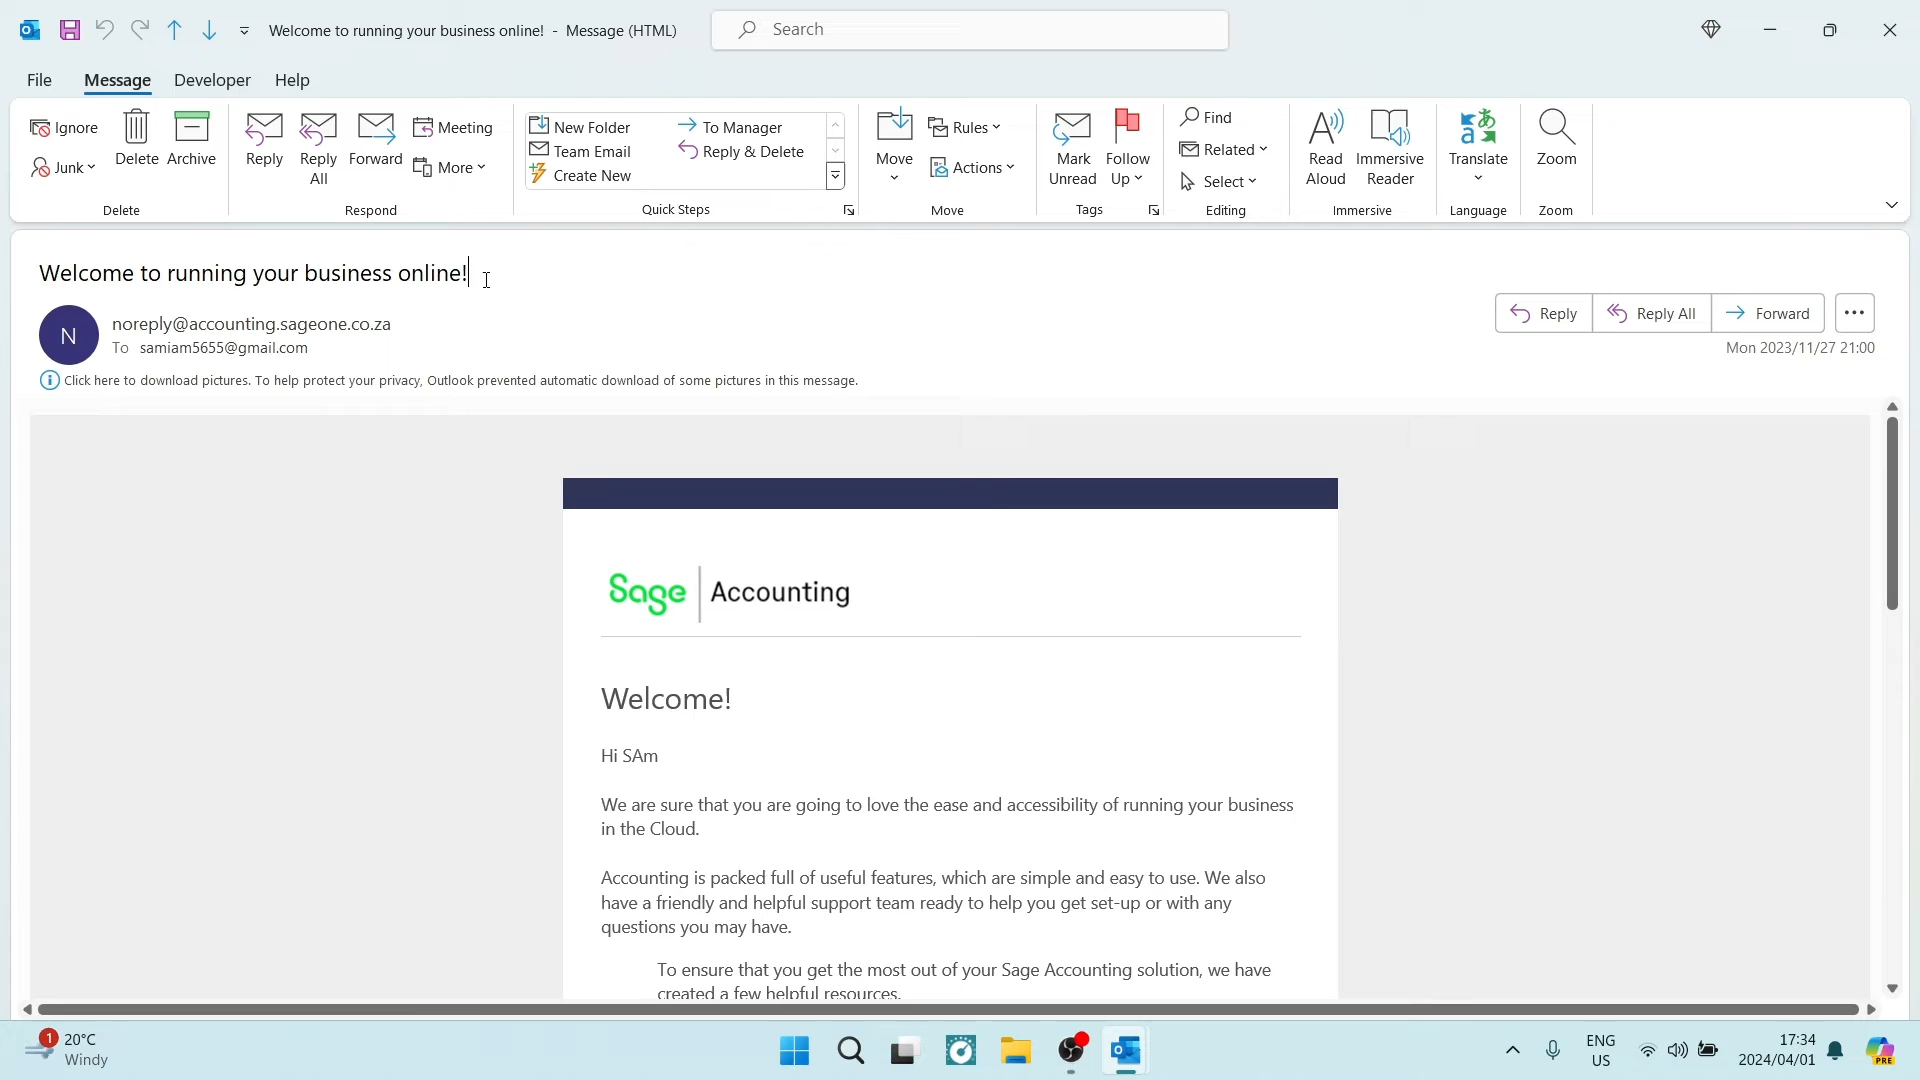 Welcome to running your business online! - Message (HTML)
Search
File Message Developer Help
Ignore
Junk
Delete
Archive
Delete
Reply
Reply All
Forward
Meeting
More
Respond
New Folder
Team Email
Create New
To Manager
Reply & Delete
Quick Steps
Move
Rules
Actions
Move
Mark Unread
Follow Up
Tags
Find
Related
Select
Editing
Read Aloud
Immersive Reader
Immersive
Translate
Language
Zoom
Zoom
Welcome to running your business online!
N
noreply@accounting.sageone.co.za
To samiam5655@gmail.com
Reply Reply All Forward
Mon 2023/11/27 21:00
Click here to download pictures. To help protect your privacy, Outlook prevented automatic download of some pictures in this message.
Sage Accounting
Welcome!
Hi SAm
We are sure that you are going to love the ease and accessibility of running your business
in the Cloud.
Accounting is packed full of useful features, which are simple and easy to use. We also
have a friendly and helpful support team ready to help you get set-up or with any
questions you may have.
To ensure that you get the most out of your Sage Accounting solution, we have
created a few helpful resources.
1
20°C
Windy
ENG
US
17:34
2024/04/01
PRE